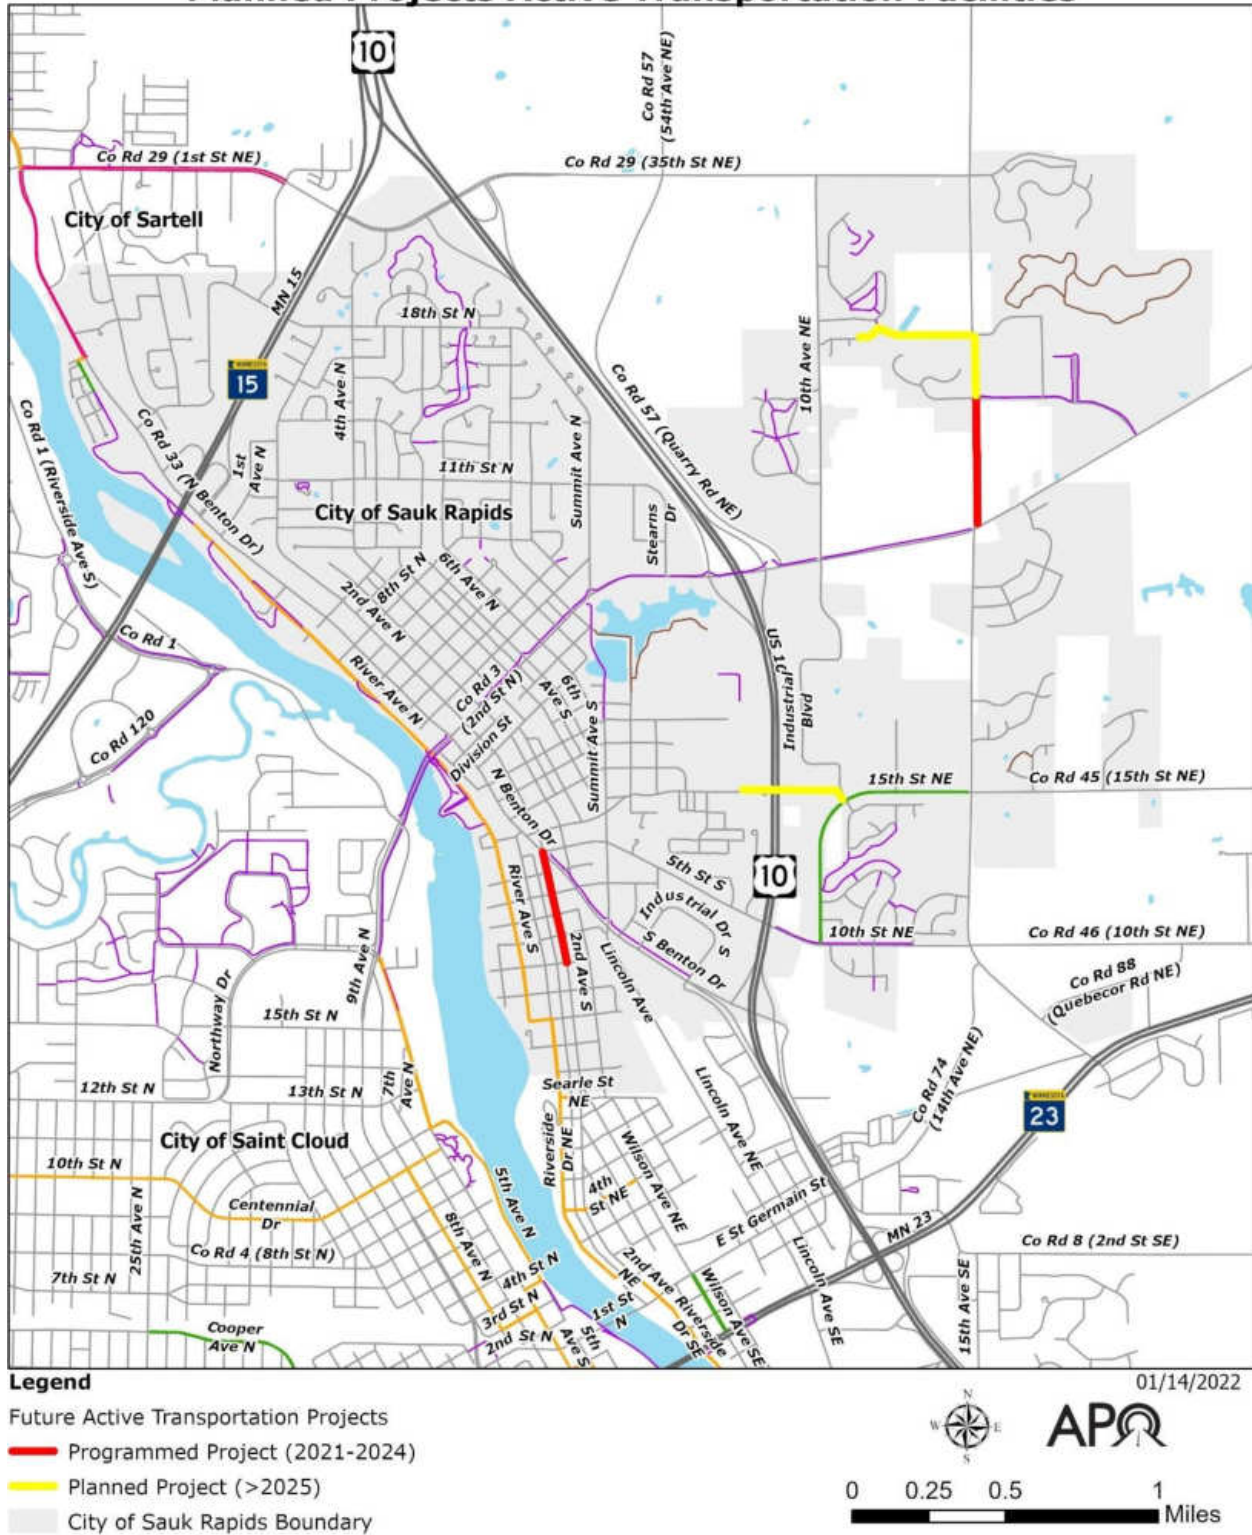 Planned Projects Active Transportation Facilities
10
Co Rd 57
(54th Ave NE)
Co Rd 29 (1st St NE)
Co Rd 29 (35th St NE)
City of Sartell
MN 15
18th St N
10th Ave NE
15
4th Ave N
Co Rd 57 (Quarry Rd NE)
Co Rd 1 (Riverside Ave S)
Co Rd 33 (N Benton Dr)
1st
Ave N
11th St N
Summit Ave N
City of Sauk Rapids
Stearns
Dr
8th St N
6th Ave N
2nd Ave N
Co Rd 1
River Ave N
Co Rd 3
(2nd St N)
6th
Ave S
US 10
Industrial
Blvd
Co Rd 120
Division St
Summit Ave S
N Benton Dr
15th St NE
Co Rd 45 (15th St NE)
5th St S
10
River Ave S
Industrial Dr
S
S Benton Dr
10th St NE
Co Rd 46 (10th St NE)
9th Ave N
2nd Ave S
Lincoln Ave
Co Rd 88
(Quebecor Rd NE)
Northway Dr
15th St N
12th St N
13th St N
7th
Ave N
Searle St
NE
Lincoln Ave NE
Co Rd 74
(14th Ave NE)
23
City of Saint Cloud
Riverside
Dr NE
Wilson Ave NE
10th St N
4th
St NE
25th Ave N
Centennial
Dr
5th Ave N
8th Ave N
E St Germain St
MN 23
Co Rd 4 (8th St N)
Co Rd 8 (2nd St SE)
7th St N
4th St N
2nd Ave
NE
Lincoln Ave SE
15th Ave SE
3rd St N
1st St
N
Riverside
Dr SE
Wilson Ave SE
Cooper
Ave N
2nd St N
5th
Ave S
Legend
01/14/2022
Future Active Transportation Projects
Programmed Project (2021-2024)
Planned Project (>2025)
City of Sauk Rapids Boundary
N
W
E
S
APO
0 0.25 0.5 1
Miles